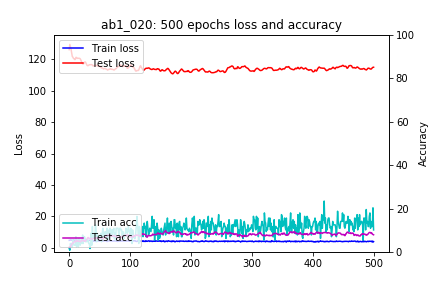 ab1_020: 500 epochs loss and accuracy
Train loss
Test loss
Train acc
Test acc
Loss
0
20
40
60
80
100
120
Accuracy
0
20
40
60
80
100
0
100
200
300
400
500